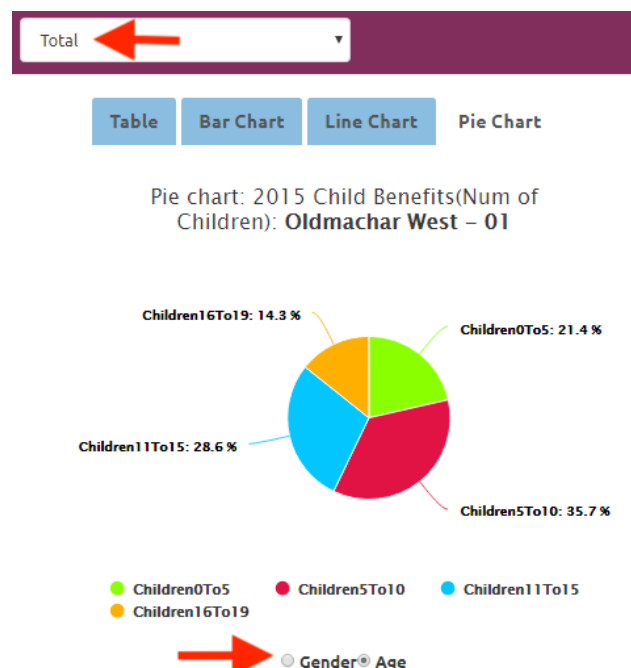 Total
Table Bar Chart Line Chart Pie Chart
Pie chart: 2015 Child Benefits(Num of
Children): Oldmachar West – 01
Children16To19: 14.3 %
Children0To5: 21.4 %
Children11To15: 28.6 %
Children5To10: 35.7 %
Children0To5 Children5To10 Children11To15
Children16To19
Gender Age